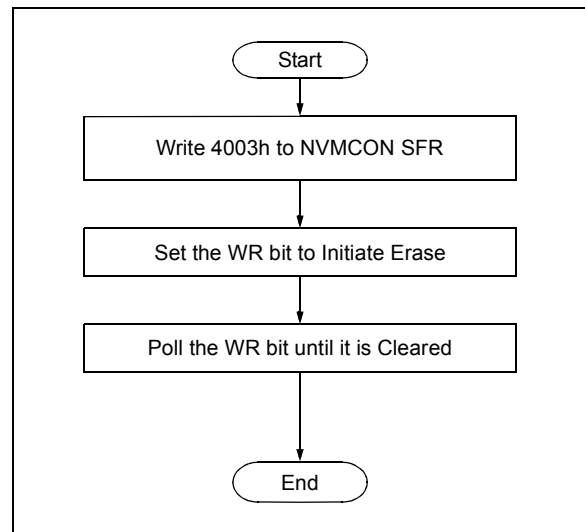 Start
Write 4003h to NVMCON SFR
Set the WR bit to Initiate Erase
Poll the WR bit until it is Cleared
End